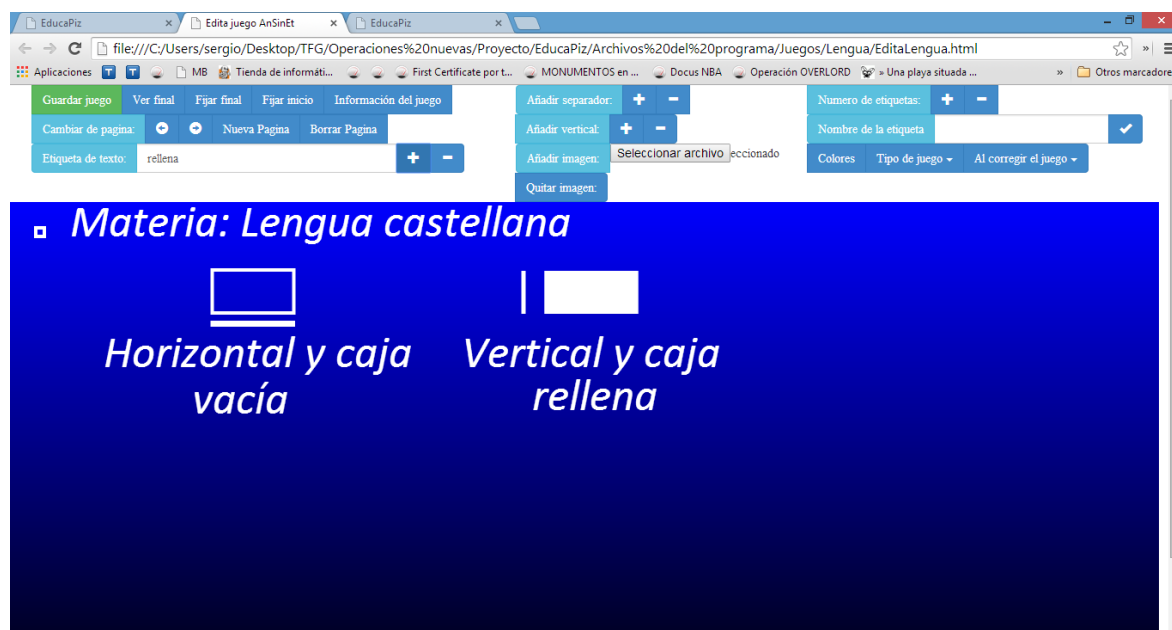 EducaPiz
Edita juego AnSinEt
EducaPiz
file:///C:/Users/sergio/Desktop/TFG/Operaciones%20nuevas/Proyecto/EducaPiz/Archivos%20del%20programa/Juegos/Lengua/EditaLengua.html
Aplicaciones T T MB Tienda de informáti... First Certificate por t... MONUMENTOS en ... Docus NBA Operación OVERLORD » Una playa situada ... » Otros marcadore
Guardar juego Ver final Fijar final Fijar inicio Información del juego Añadir separador: + − Numero de etiquetas: + −
Cambiar de pagina: Nueva Pagina Borrar Pagina Añadir vertical: + − Nombre de la etiqueta
Etiqueta de texto: rellena + − Añadir imagen: Seleccionar archivo eccionado Colores Tipo de juego Al corregir el juego
Quitar imagen:
Materia: Lengua castellana
Horizontal y caja
vacía
Vertical y caja
rellena